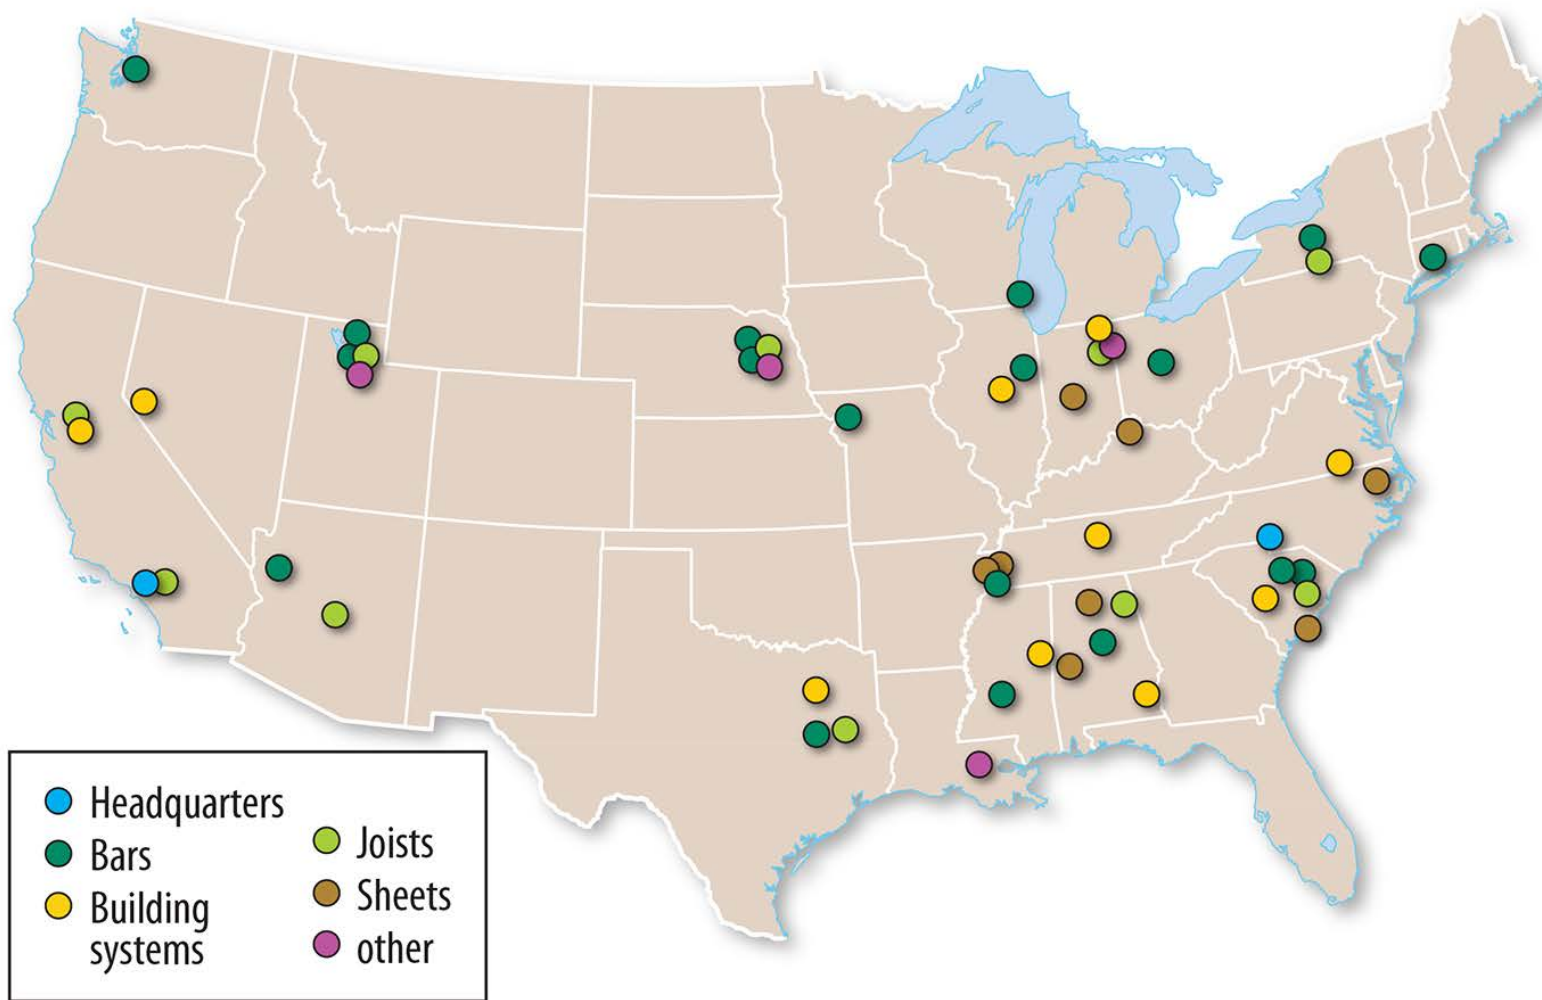 Headquarters
Bars
Building
systems
Joists
Sheets
other